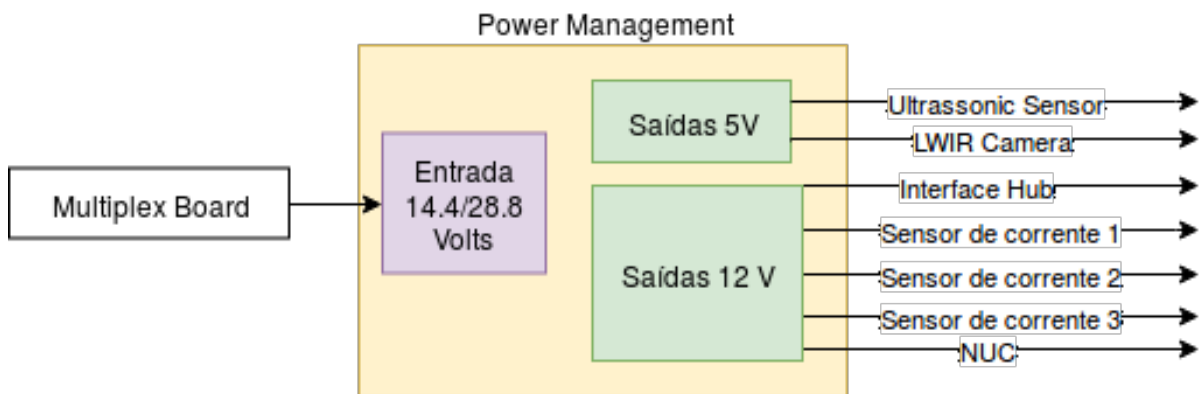 Power Management
Multiplex Board
Entrada
14.4/28.8
Volts
Saídas 5V
Ultrassonic Sensor
LWIR Camera
Saídas 12 V
Interface Hub
Sensor de corrente 1
Sensor de corrente 2
Sensor de corrente 3
NUC